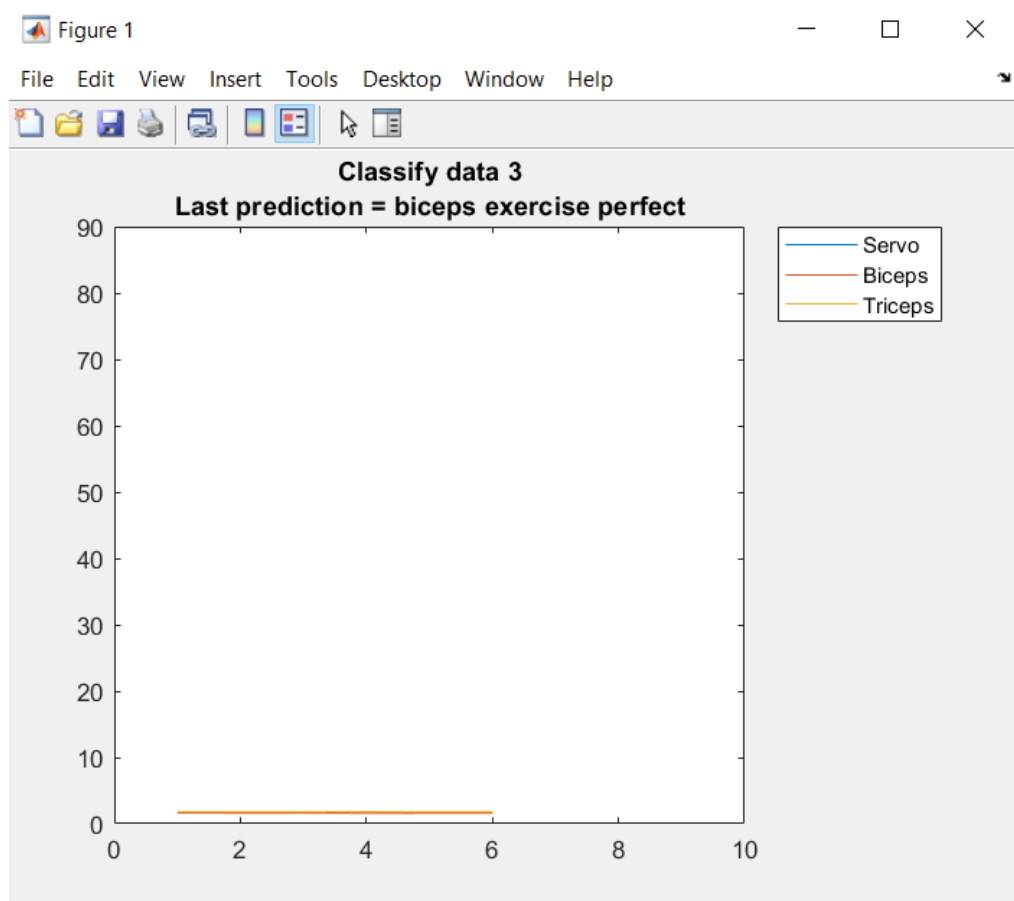 Figure 1
File Edit View Insert Tools Desktop Window Help
Classify data 3
Last prediction = biceps exercise perfect
90
80
70
60
50
40
30
20
10
0
0 2 4 6 8 10
Servo
Biceps
Triceps